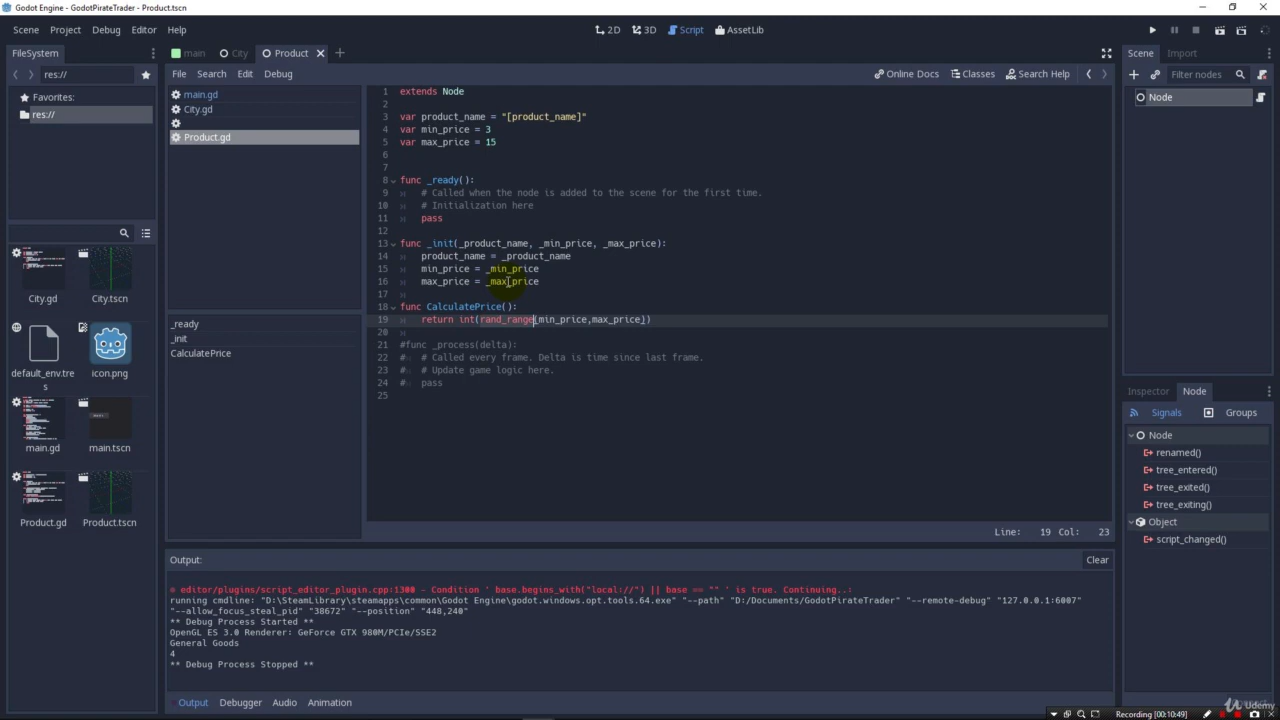 Godot Engine - GodotPirateTrader - Product.tscn
Scene Project Debug Editor Help
2D 3D Script AssetLib
FileSystem
main City Product
Scene Import
res://
File Search Edit Debug
Online Docs Classes Search Help
Filter nodes
Favorites:
res://
main.gd
City.gd
Product.gd
Node
1 extends Node
2
3 var product_name = "[product_name]"
4 var min_price = 3
5 var max_price = 15
6
7
8 func _ready():
9 # Called when the node is added to the scene for the first time.
10 # Initialization here
11 pass
12
13 func _init(_product_name, _min_price, _max_price):
14 product_name = _product_name
15 min_price = _min_price
16 max_price = _max_price
17
18 func CalculatePrice():
19 return int(rand_range(min_price,max_price))
20
21 #func _process(delta):
22 # # Called every frame. Delta is time since last frame.
23 # # Update game logic here.
24 # pass
25
City.gd City.tscn
default_env.tres icon.png
main.gd main.tscn
Product.gd Product.tscn
_ready
_init
CalculatePrice
Line: 19 Col: 23
Inspector Node
Signals Groups
Node
renamed()
tree_entered()
tree_exited()
tree_exiting()
Object
script_changed()
Output: Clear
editor/plugins/script_editor_plugin.cpp:1300 - Condition ' base.begins_with("local://") || base == "" ' is true. Continuing..:
running cmdline: "D:\SteamLibrary\steamapps\common\Godot Engine\godot.windows.opt.tools.64.exe" "--path" "D:/Documents/GodotPirateTrader" "--remote-debug" "127.0.0.1:6007"
"--allow_focus_steal_pid" "38672" "--position" "448,240"
** Debug Process Started **
OpenGL ES 3.0 Renderer: GeForce GTX 980M/PCIe/SSE2
General Goods
4
** Debug Process Stopped **
Output Debugger Audio Animation
Recording [00:10:49]
Udemy